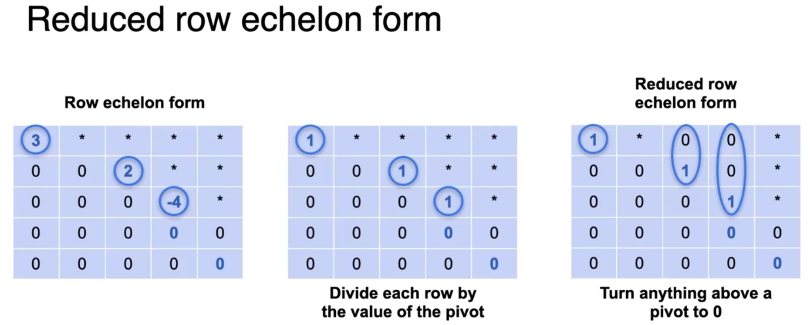 Reduced row echelon form
Row echelon form
3 * * * *
0 0 2 * *
0 0 0 -4 *
0 0 0 0 0
0 0 0 0 0
1 * * * *
0 0 1 * *
0 0 0 1 *
0 0 0 0 0
0 0 0 0 0
Divide each row by
the value of the pivot
Reduced row
echelon form
1 * 0 0 *
0 0 1 0 *
0 0 0 1 *
0 0 0 0 0
0 0 0 0 0
Turn anything above a
pivot to 0